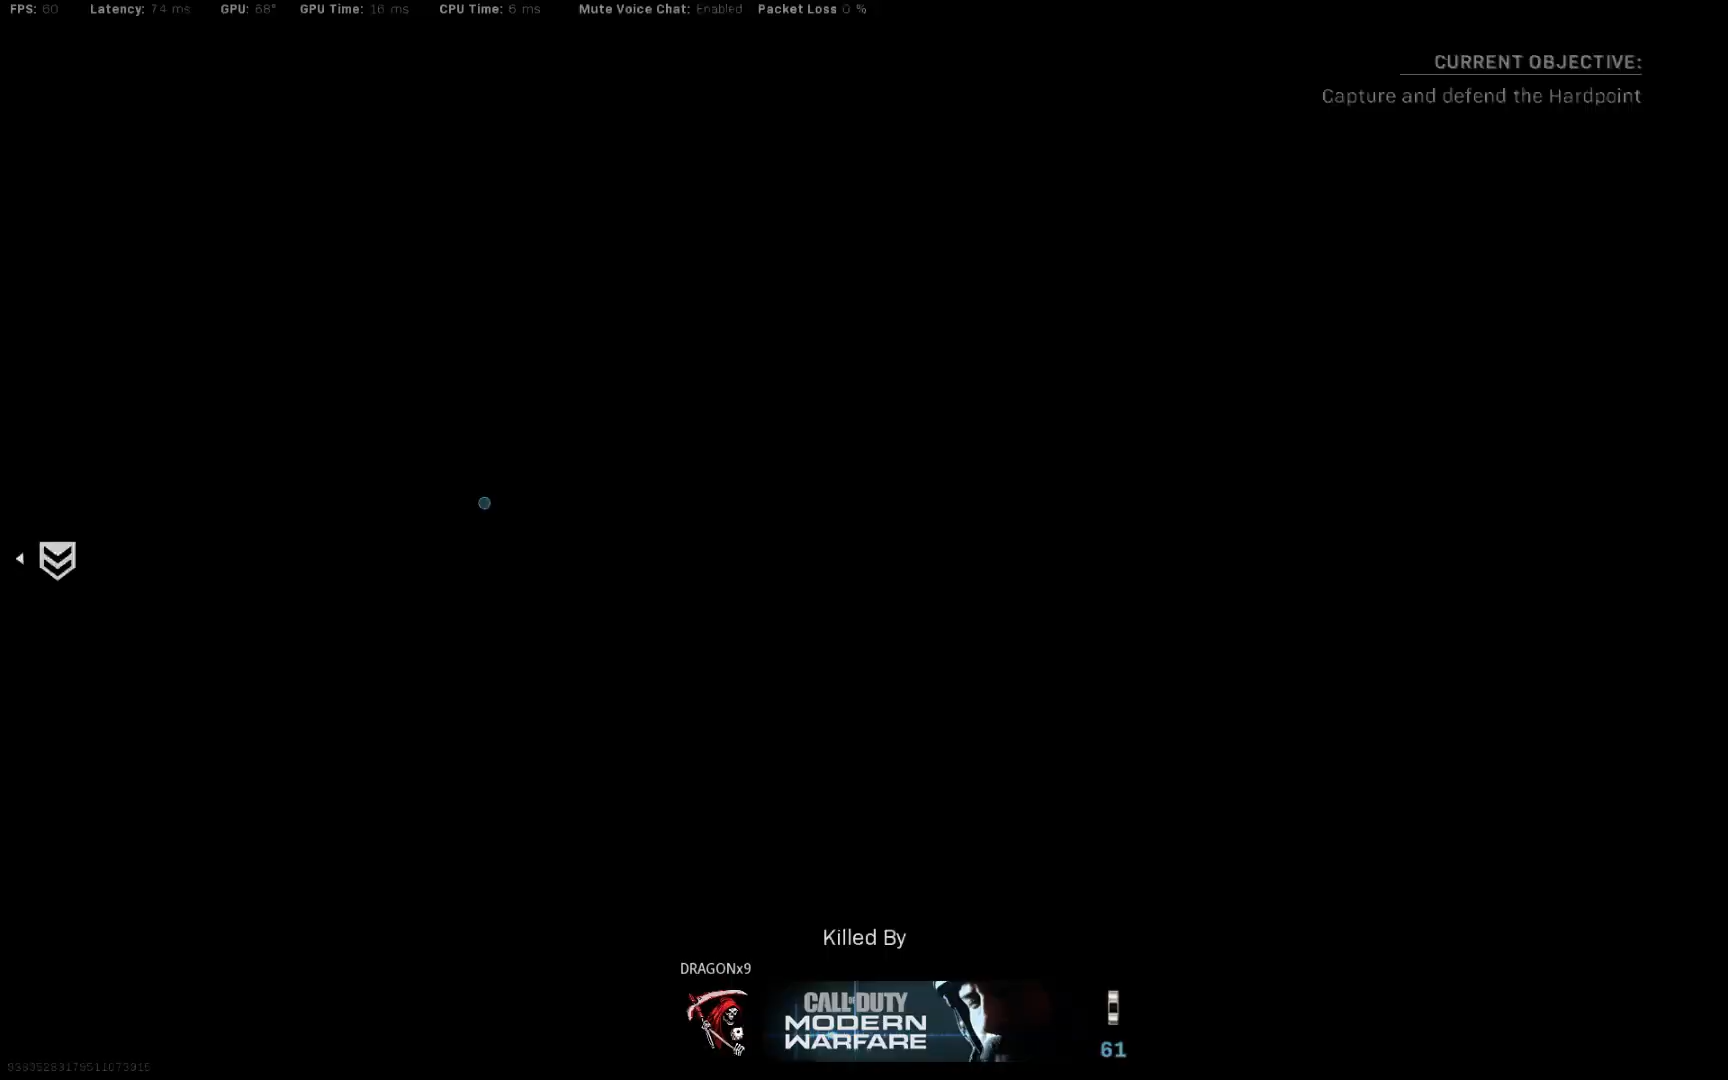 FPS: 60 Latency: 74 ms GPU: 68° GPU Time: 16 ms CPU Time: 6 ms Mute Voice Chat: Enabled Packet Loss 0 %
CURRENT OBJECTIVE:
Capture and defend the Hardpoint
Killed By
DRAGONx9
CALL OF DUTY
MODERN
WARFARE
61